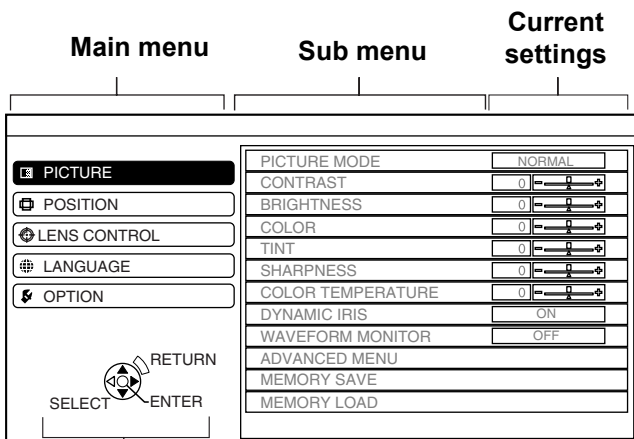 Main menu
Sub menu
Current
settings
PICTURE
POSITION
LENS CONTROL
LANGUAGE
OPTION
RETURN
SELECT
ENTER
PICTURE MODE NORMAL
CONTRAST 0
BRIGHTNESS 0
COLOR 0
TINT 0
SHARPNESS 0
COLOR TEMPERATURE 0
DYNAMIC IRIS ON
WAVEFORM MONITOR OFF
ADVANCED MENU
MEMORY SAVE
MEMORY LOAD